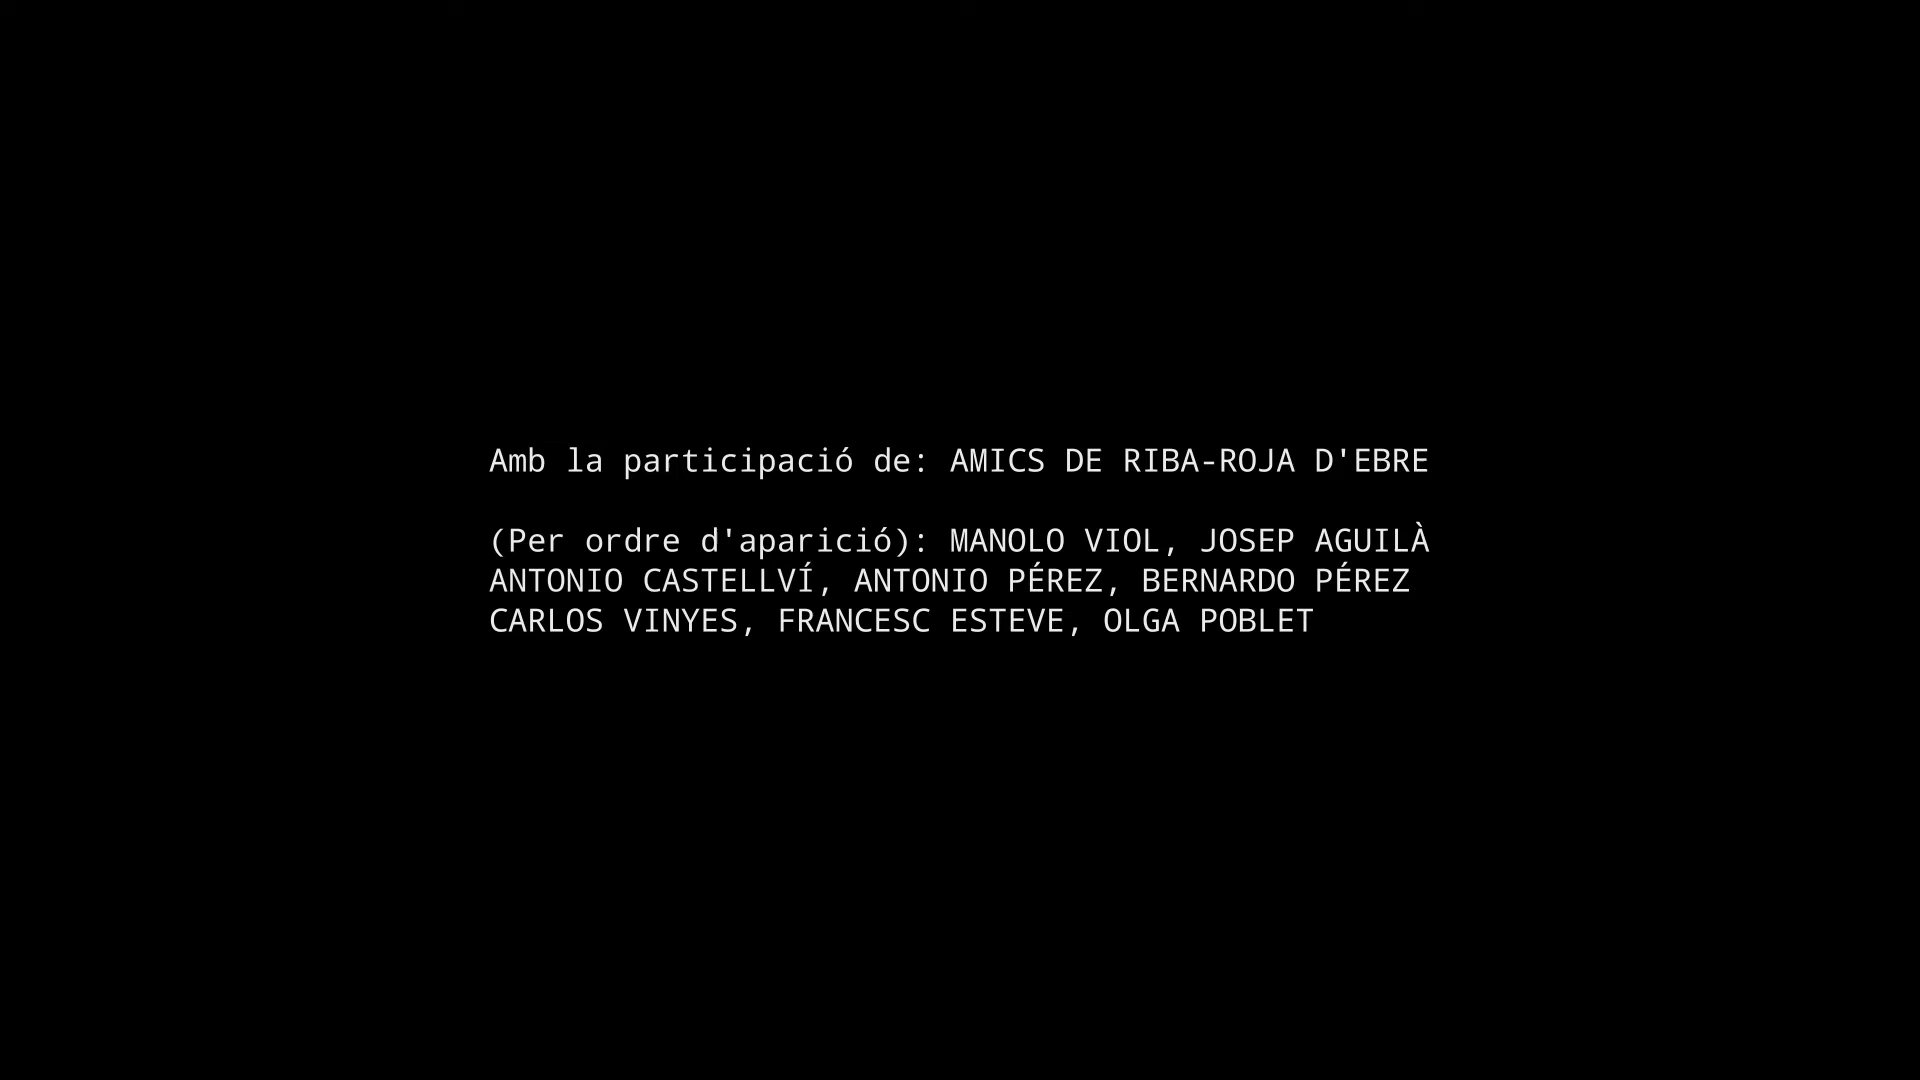 Amb la participació de: AMICS DE RIBA-ROJA D'EBRE
(Per ordre d'aparició): MANOLO VIOL, JOSEP AGUILÀ
ANTONIO CASTELLVÍ, ANTONIO PÉREZ, BERNARDO PÉREZ
CARLOS VINYES, FRANCESC ESTEVE, OLGA POBLET